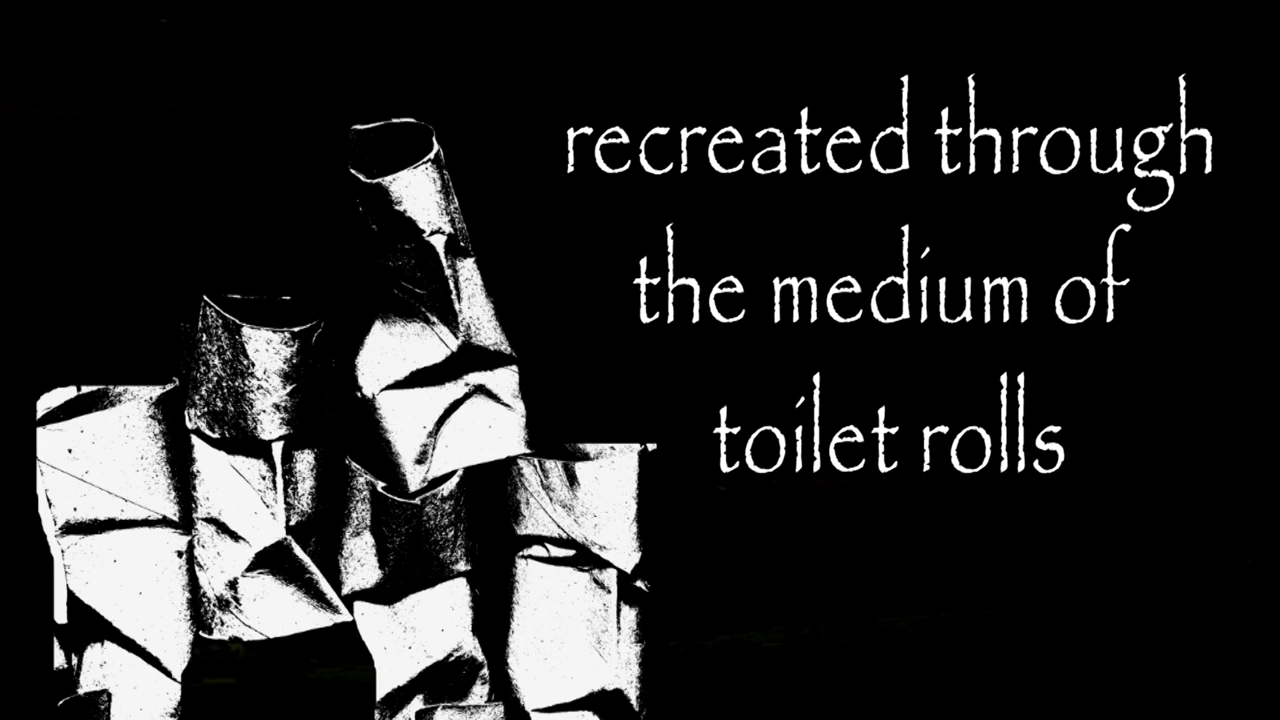 recreated through
the medium of
toilet rolls